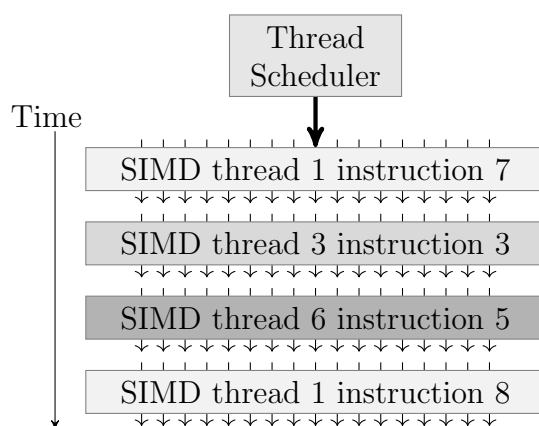 Thread
Scheduler
Time
SIMD thread 1 instruction 7
SIMD thread 3 instruction 3
SIMD thread 6 instruction 5
SIMD thread 1 instruction 8